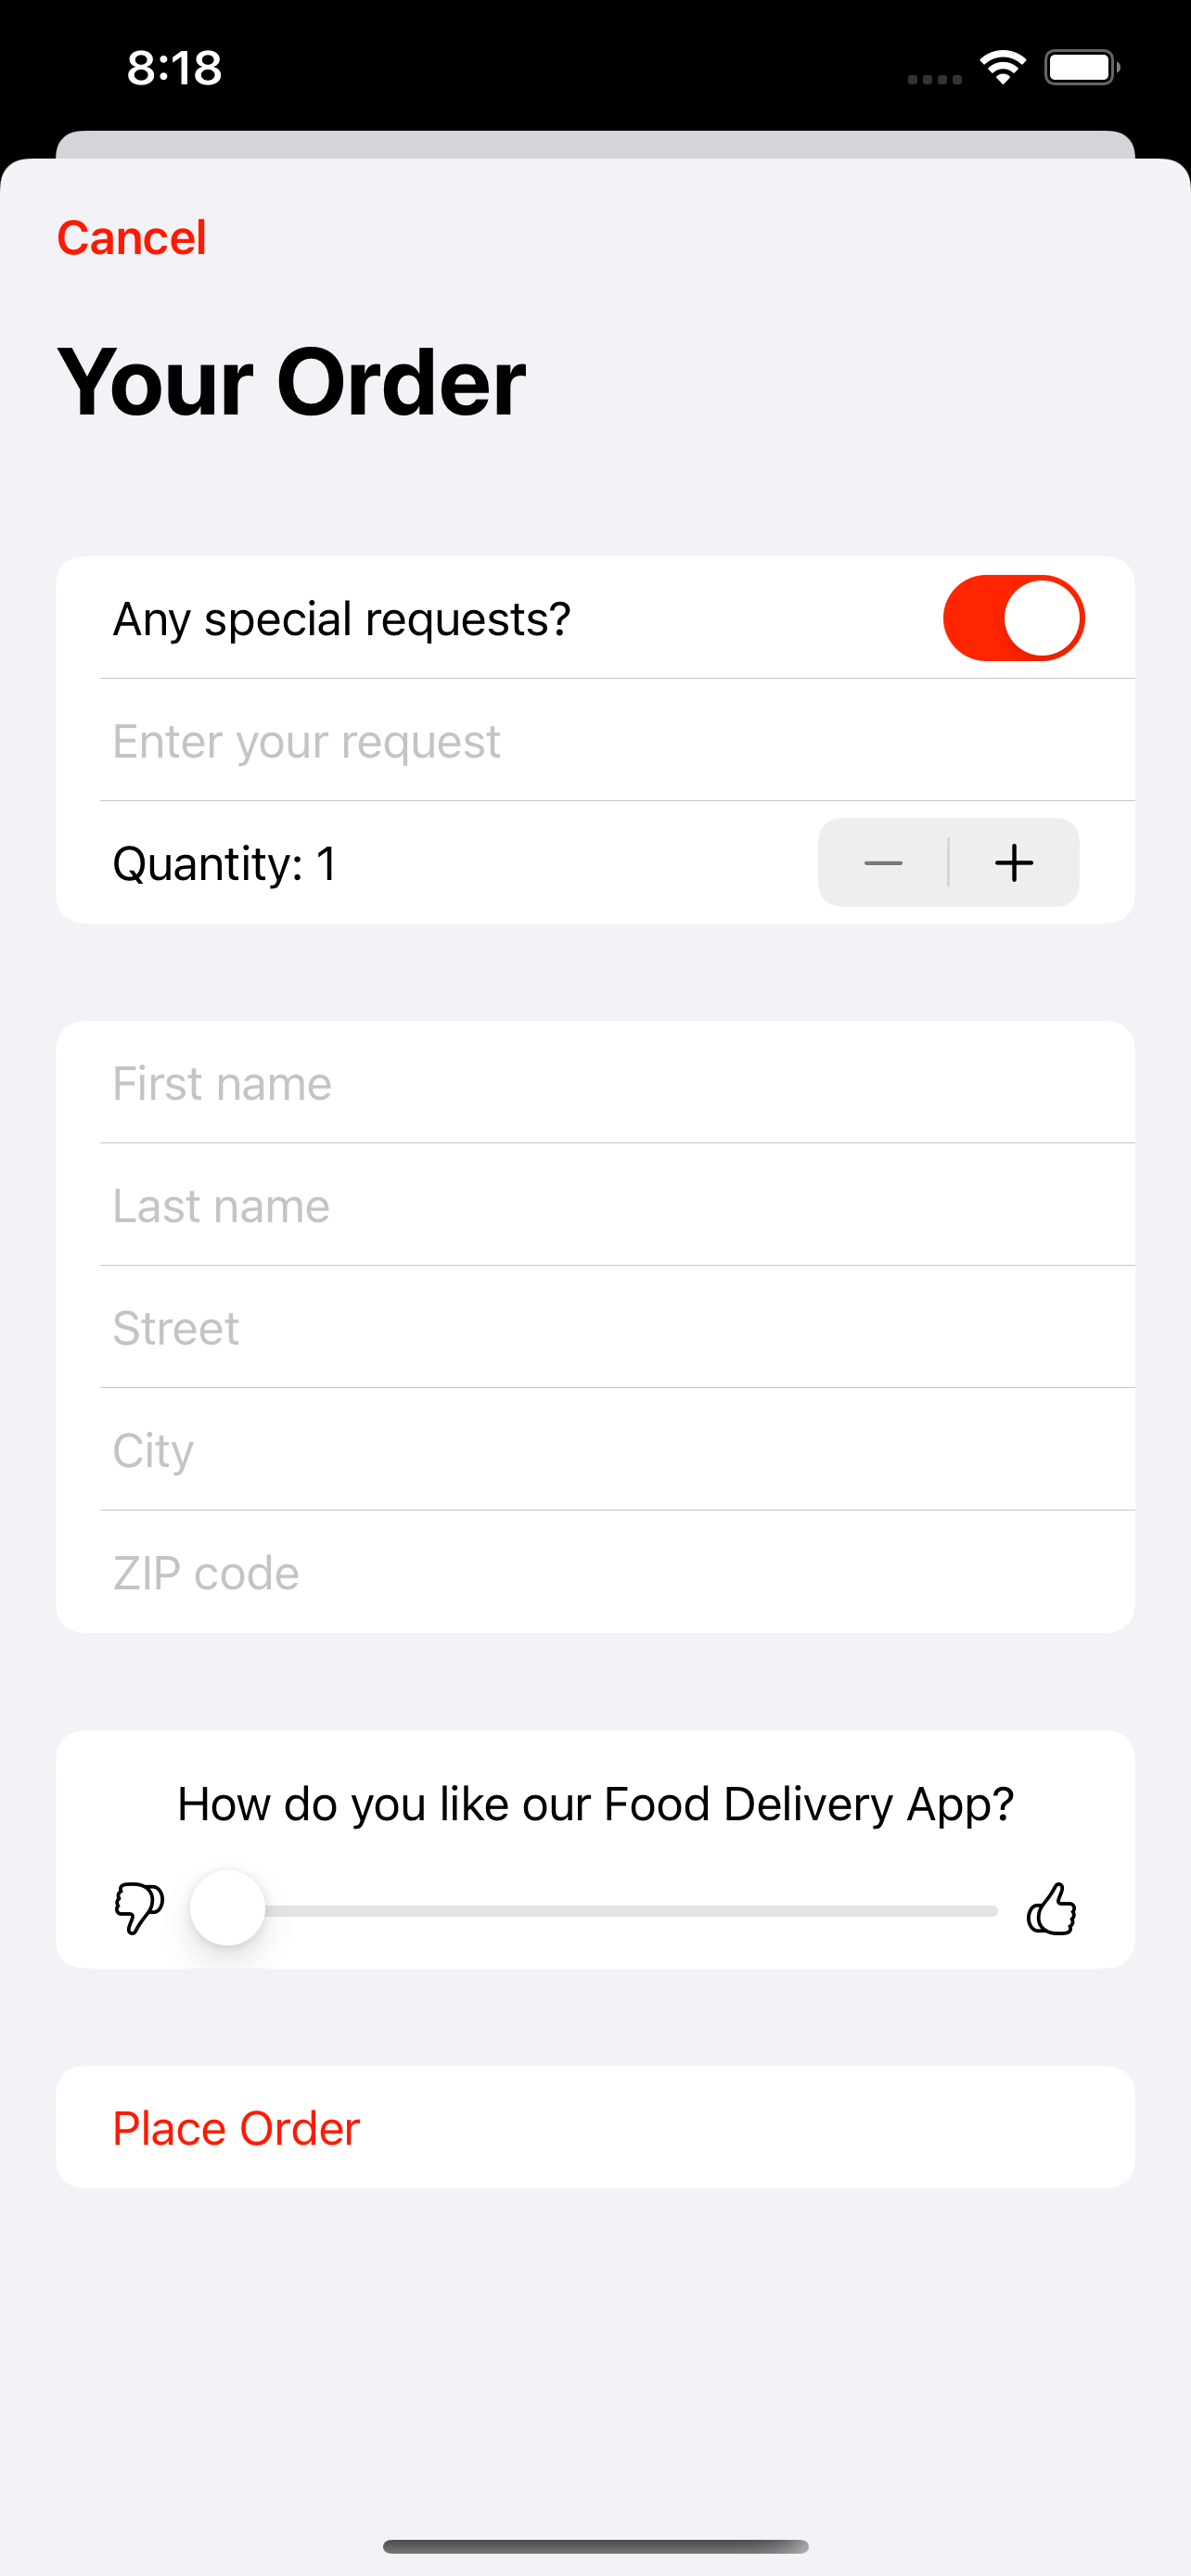 8:18
Cancel
Your Order
Any special requests?
Enter your request
Quantity: 1
First name
Last name
Street
City
ZIP code
How do you like our Food Delivery App?
Place Order